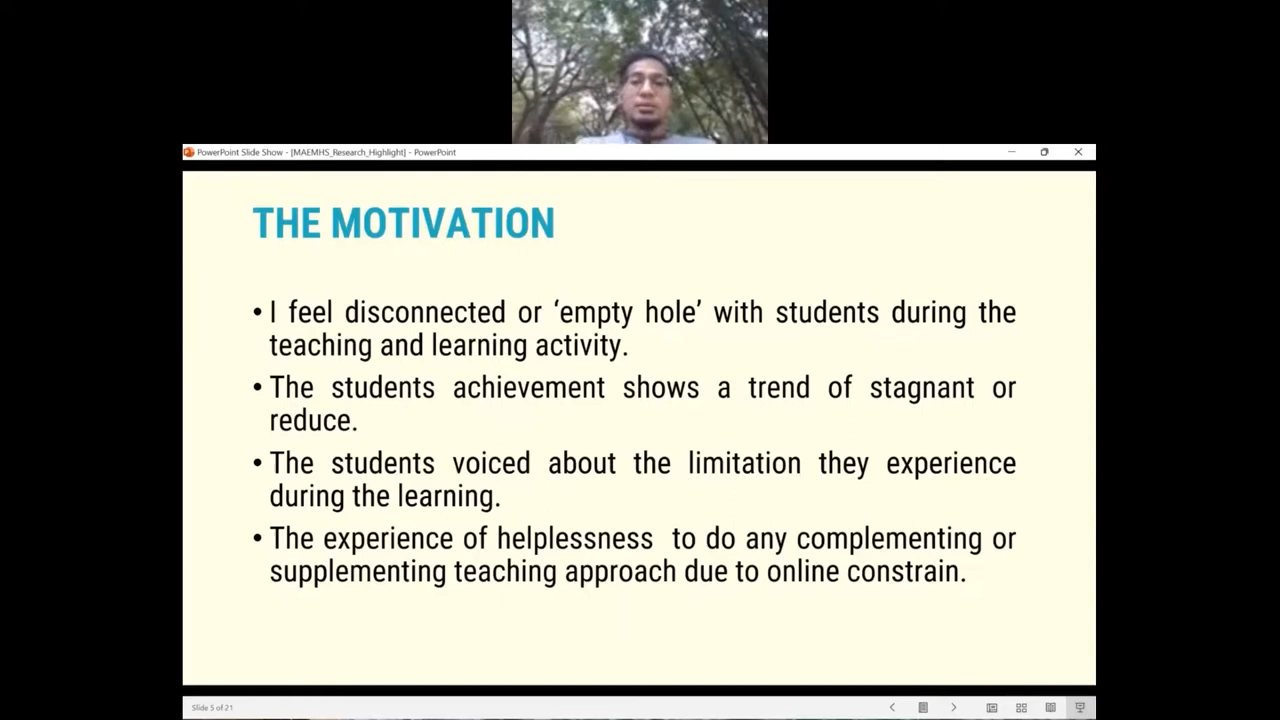 PowerPoint Slide Show - [MAEMHS_Research_Highlight] - PowerPoint
THE MOTIVATION
• I feel disconnected or ‘empty hole’ with students during the
teaching and learning activity.
• The students achievement shows a trend of stagnant or
reduce.
• The students voiced about the limitation they experience
during the learning.
• The experience of helplessness  to do any complementing or
supplementing teaching approach due to online constrain.
Slide 5 of 21